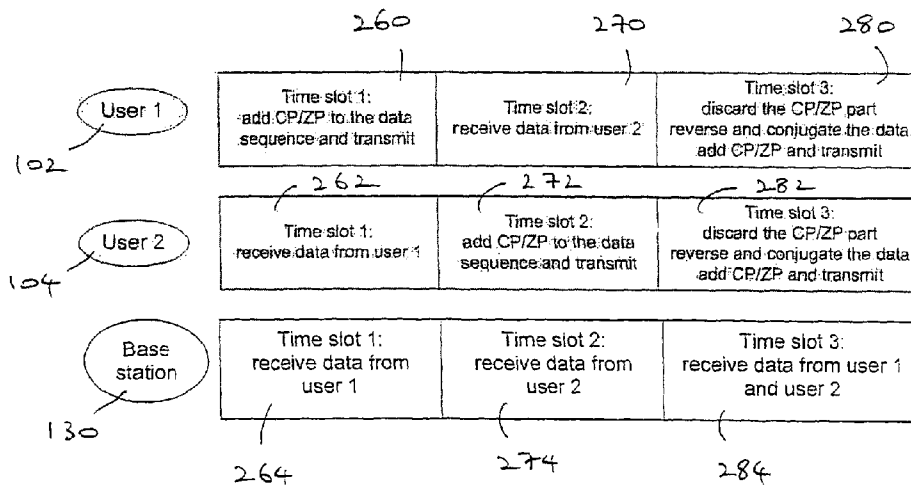 260
270
280
User 1
Time slot 1:
add CP/ZP to the data
sequence and transmit
Time slot 2:
receive data from user 2
Time slot 3:
discard the CP/ZP part
reverse and conjugate the data
add CP/ZP and transmit
102
262
272
282
User 2
Time slot 1:
receive data from user 1
Time slot 2:
add CP/ZP to the data
sequence and transmit
Time slot 3:
discard the CP/ZP part
reverse and conjugate the data
add CP/ZP and transmit
104
Base
station
Time slot 1:
receive data from
user 1
Time slot 2:
receive data from
user 2
Time slot 3:
receive data from user 1
and user 2
130
264
274
284